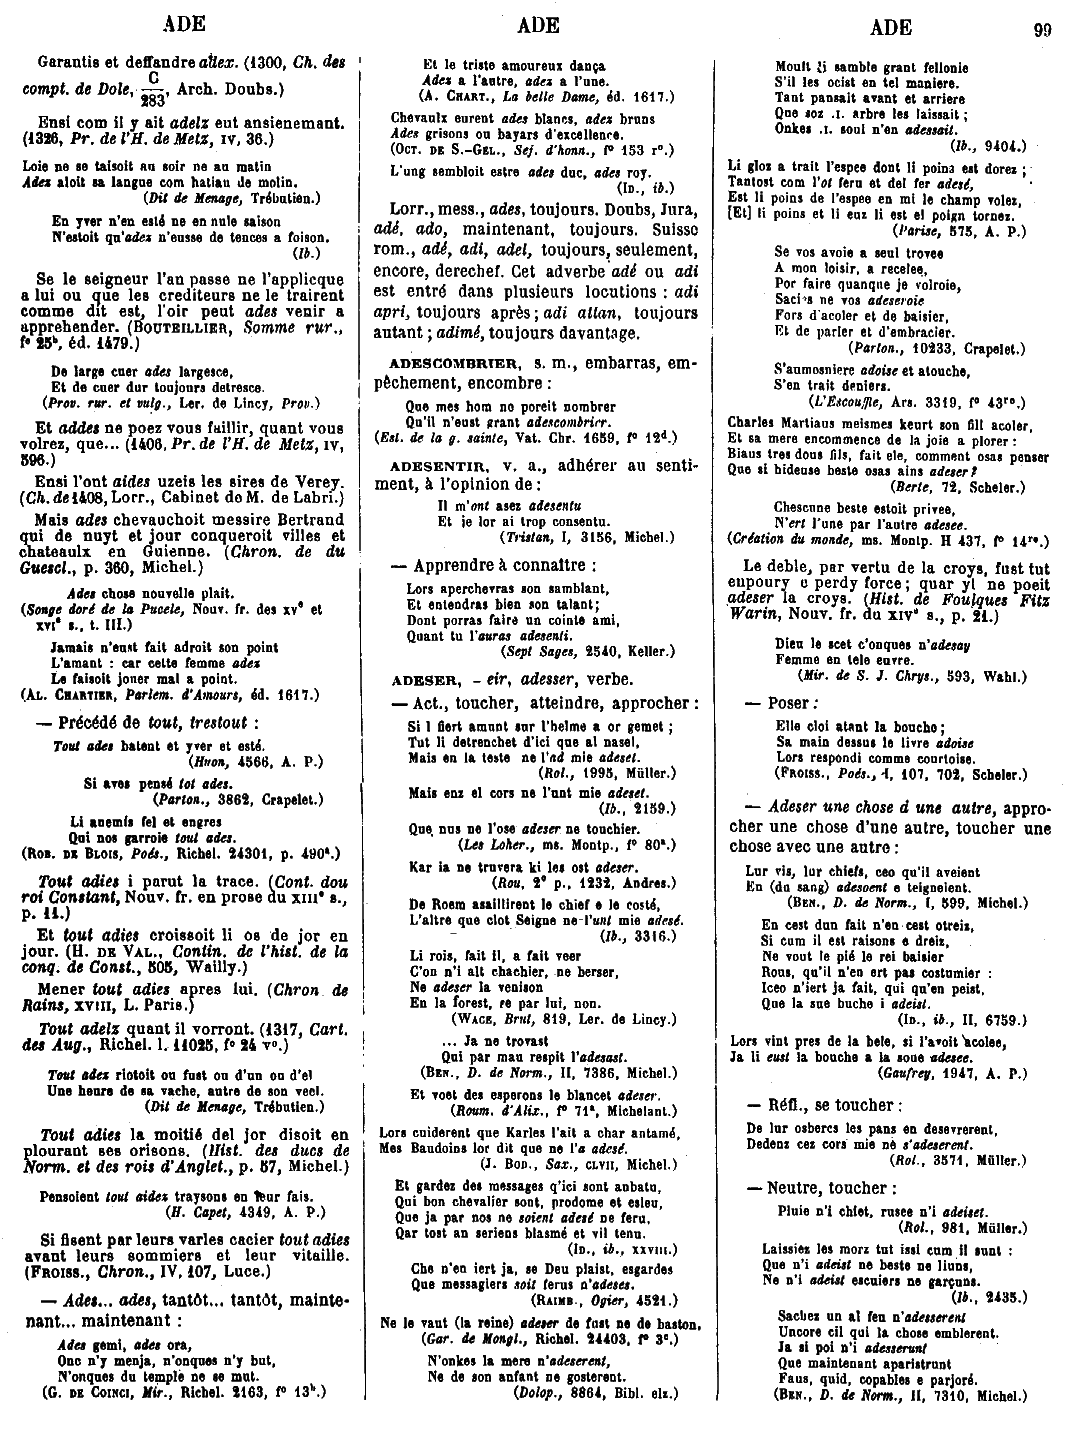 ADE
ADE
ADE
99
Garantis et deffandre adex. (1300, Ch. des
compt. de Dole, C/283, Arch. Doubs.)
Ensi com il y ait adelz eut ansienemant.
(1326, Pr. de l'H. de Metz, IV, 36.)
Loie ne se taisoit au soir ne au matin
Adez aloit sa langue com hatiau de molin.
(Dit de Menage, Trébutien.)
En yver n'en esté ne en nule saison
N'estoit qu'adez n'eusse de tences a foison.
(Ib.)
Se le seigneur l'an passe ne l'applicque
a lui ou que les crediteurs ne le trairent
comme dit est, l'oir peut ades venir a
apprehender. (BOUTEILLIER, Somme rur.,
fº 25b, éd. 1479.)
De large cuer ades largesce,
Et de cuer dur toujours detresce.
(Prov. rur. et vulg., Ler. de Lincy, Prov.)
Et addes ne poez vous faillir, quant vous
volrez, que... (1406, Pr. de l'H. de Metz, IV,
596.)
Ensi l'ont aides uzeis les sires de Verey.
(Ch. de 1408, Lorr., Cabinet de M. de Labri.)
Mais ades chevauchoit messire Bertrand
qui de nuyt et jour conqueroit villes et
chateaulx en Guienne. (Chron. de du
Guescl., p. 360, Michel.)
Ades chose nouvelle plait.
(Songe doré de la Pucele, Nouv. fr. des xve et
xvie s., t. III.)
Jamais n'eust fait adroit son point
L'amant : car cette femme adez
Le faisoit joner mal a point.
(AL. CHARTIER, Parlem. d'Amours, éd. 1617.)
— Précédé de tout, trestout :
Tout ades batent et yver et esté.
(Huon, 4566, A. P.)
Si aves pensé tot ades.
(Parton., 3862, Crapelet.)
Li anemis fel et engres
Qui nos garroie tout ades.
(ROB. DE BLOIS, Poés., Richel. 24301, p. 490a.)
Tout adies i parut la trace. (Cont. dou
roi Constant, Nouv. fr. en prose du XIIIe s.,
p. 11.)
Et tout adies croissoit li os de jor en
jour. (H. DE VAL., Contin. de l'hist. de la
conq. de Const., 505, Wailly.)
Mener tout adies apres lui. (Chron de
Rains, XVIII, L. Paris.)
Tout adelz quant il vorront. (1317, Cart.
des Aug., Richel. l. 11025, fº 24 vº.)
Tout adez riotoit ou fust ou d'un ou d'el
Une heure de sa vache, autre de son veel.
(Dit de Menage, Trébutien.)
Tout adies la moitié del jor disoit en
plourant ses orisons. (Hist. des ducs de
Norm. et des rois d'Anglet., p. 57, Michel.)
Pensoient tout aidez traysons en leur fais.
(H. Capet, 4349, A. P.)
Si fisent par leurs varles cacier tout adies
avant leurs sommiers et leur vitaille.
(FROISS., Chron., IV, 107, Luce.)
— Ades... ades, tantôt... tantôt, mainte-
nant... maintenant :
Ades gemi, ades ora,
Onc n'y menja, n'onques n'y but,
N'onques du temple ne se mut.
(G. DE COINCI, Mir., Richel. 2163, fº 13b.)
Et le triste amoureux dança
Adez a l'autre, adez a l'une.
(A. CHART., La belle Dame, éd. 1617.)
Chevaulx eurent ades blancs, adez bruns
Ades grisons ou bayars d'excellence.
(OCT. DE S.-GEL., Sej. d'honn., fº 153 rº.)
L'ung sembloit estre ades duc, ades roy.
(ID., ib.)
Lorr., mess., ades, toujours. Doubs, Jura,
adé, ado, maintenant, toujours. Suisse
rom., adé, adi, adel, toujours, seulement,
encore, derechef. Cet adverbe adé ou adi
est entré dans plusieurs locutions : adi
apri, toujours après; adi attan, toujours
autant; adimé, toujours davantage.
ADESCOMBRIER, s. m., embarras, em-
pêchement, encombre :
Que mes hom ne poreit nombrer
Qu'il n'eust grant adescombrier.
(Est. de la g. sainte, Vat. Chr. 1659, fº 12d.)
ADESENTIR, v. a., adhérer au senti-
ment, à l'opinion de :
Il m'ont asez adesentu
Et je lor ai trop consentu.
(Tristan, I, 3156, Michel.)
— Apprendre à connaître :
Lors aperchevras son samblant,
Et entendras bien son talant;
Dont porras faire un cointe ami,
Quant tu l'auras adesenti.
(Sept Sages, 2540, Keller.)
ADESER, - eir, adesser, verbe.
— Act., toucher, atteindre, approcher :
Si l fiert amunt sur l'helme a or gemet ;
Tut li detrenchet d'ici que al nasel,
Mais en la teste ne l'ad mie adeset.
(Rol., 1995, Müller.)
Mais enz el cors ne l'unt mie adeset.
(Ib., 2159.)
Que nus ne l'ose adeser ne touchier.
(Les Loher., ms. Montp., fº 80a.)
Kar ia ne truvera ki les ost adeser.
(Rou, 2e p., 1232, Andres.)
De Roem asaillirent le chief e le costé,
L'altre que clot Seigne ne l'unt mie adesé.
(Ib., 3316.)
Li rois, fait il, a fait veer
C'on n'i alt chachier, ne berser,
Ne adeser la venison
En la forest, se par lui, non.
(WACE, Brut, 819, Ler. de Lincy.)
... Ja ne trovast
Qui par mau respit l'adesast.
(BEN., D. de Norm., II, 7386, Michel.)
Et voet des esperons le blancet adeser.
(Roum. d'Alix., fº 71a, Michelant.)
Lors cuiderent que Karles l'ait a char antamé,
Mes Baudoins lor dit que ne l'a adesé.
(J. BOD., Sax., CLVII, Michel.)
Et gardez des messages q'ici sont anbatu,
Qui bon chevalier sont, prodome et esleu,
Que ja par nos ne soient adesé ne feru,
Qar tost an seriens blasmé et vil tenu.
(ID., ib., XXVIII.)
Che n'en iert ja, se Deu plaist, esgardes
Que messagiers soit ferus n'adeses.
(RAIMB., Ogier, 4521.)
Ne le vaut (la reine) adeser de fust ne de baston,
(Gar. de Mongl., Richel. 24403, fº 3c.)
N'onkes la mere n'adeserent,
Ne de son anfant ne gosterent.
(Dolop., 8864, Bibl. elz.)
Moult li samble grant fellonie
S'il les ocist en tel maniere.
Tant pansait avant et arriere
Que soz .I. arbre les laissait ;
Onkes .I. soul n'en adessait.
(Ib., 9404.)
Li gloz a trait l'espee dont li poins est dorez ;
Tantost com l'ot feru et del fer adesé,
Est li poins de l'espee en mi le champ volez,
[Et] li poins et li euz li est el poign tornez.
(Parise, 575, A. P.)
Se vos avoie a seul trovee
A mon loisir, a recelee,
Por faire quanque je volroie,
Sacies ne vos adeseroie
Fors d'acoler et de baisier,
Et de parler et d'embracier.
(Parton., 10233, Crapelet.)
S'aumosniere adoise et atouche,
S'en trait deniers.
(L'Escouffle, Ars. 3319, fº 43rº.)
Charles Martiaus meismes keurt son fill acoler,
Et sa mere encommence de la joie a plorer :
Biaus tres dous fils, fait ele, comment osas penser
Que si hideuse beste osas ains adeser?
(Berte, 72, Scheler.)
Chescune beste estoit privee,
N'ert l'une par l'autre adesee.
(Création du monde, ms. Montp. H 437, fº 14rº.)
Le deble, par vertu de la croys, fust tut
eupoury e perdy force ; quar yl ne poeit
adeser la croys. (Hist. de Foulques Fitz
Warin, Nouv. fr. du XIVe s., p. 21.)
Dieu le scet c'onques n'adesay
Femme en tele euvre.
(Mir. de S. J. Chrys., 593, Wahl.)
— Poser :
Elle cloi atant la bouche;
Sa main dessus le livre adoise
Lors respondi comme courtoise.
(FROISS., Poés., I, 107, 702, Scheler.)
— Adeser une chose d une autre, appro-
cher une chose d'une autre, toucher une
chose avec une autre :
Lur vis, lur chiefs, ceo qu'il aveient
En (du sang) adesoent e teigneient.
(BEN., D. de Norm., I, 599, Michel.)
En cest dun fait n'en cest otreis,
Si cum il est raisons e dreiz,
Ne vout le pié le rei baisier
Rous, qu'il n'en ert pas costumier :
Iceo n'iert ja fait, qui qu'en peist,
Que la sue buche i adeist.
(ID., ib., II, 6759.)
Lors vint pres de la bele, si l'avoit acolee,
Ja li eust la bouche a la soue adesee.
(Gaufrey, 1947, A. P.)
— Réfl., se toucher :
De lur osbercs les pans en desevrerent,
Dedenz cez cors mie ne s'adeserent.
(Rol., 3571, Müller.)
— Neutre, toucher :
Pluie n'i chiet, rusee n'i adeiset.
(Rol., 981, Müller.)
Laissiez les morz tut issi cum il sunt :
Que n'i adeist ne beste ne liuns,
Ne n'i adeist escuiers ne garçuns.
(Ib., 2435.)
Sachez un al feu n'adesserent
Uncore cil qui la chose emblerent.
Ja si poi n'i adesserunt
Que maintenant aparistrunt
Faus, quid, copables e parjoré.
(BEN., D. de Norm., II, 7310, Michel.)